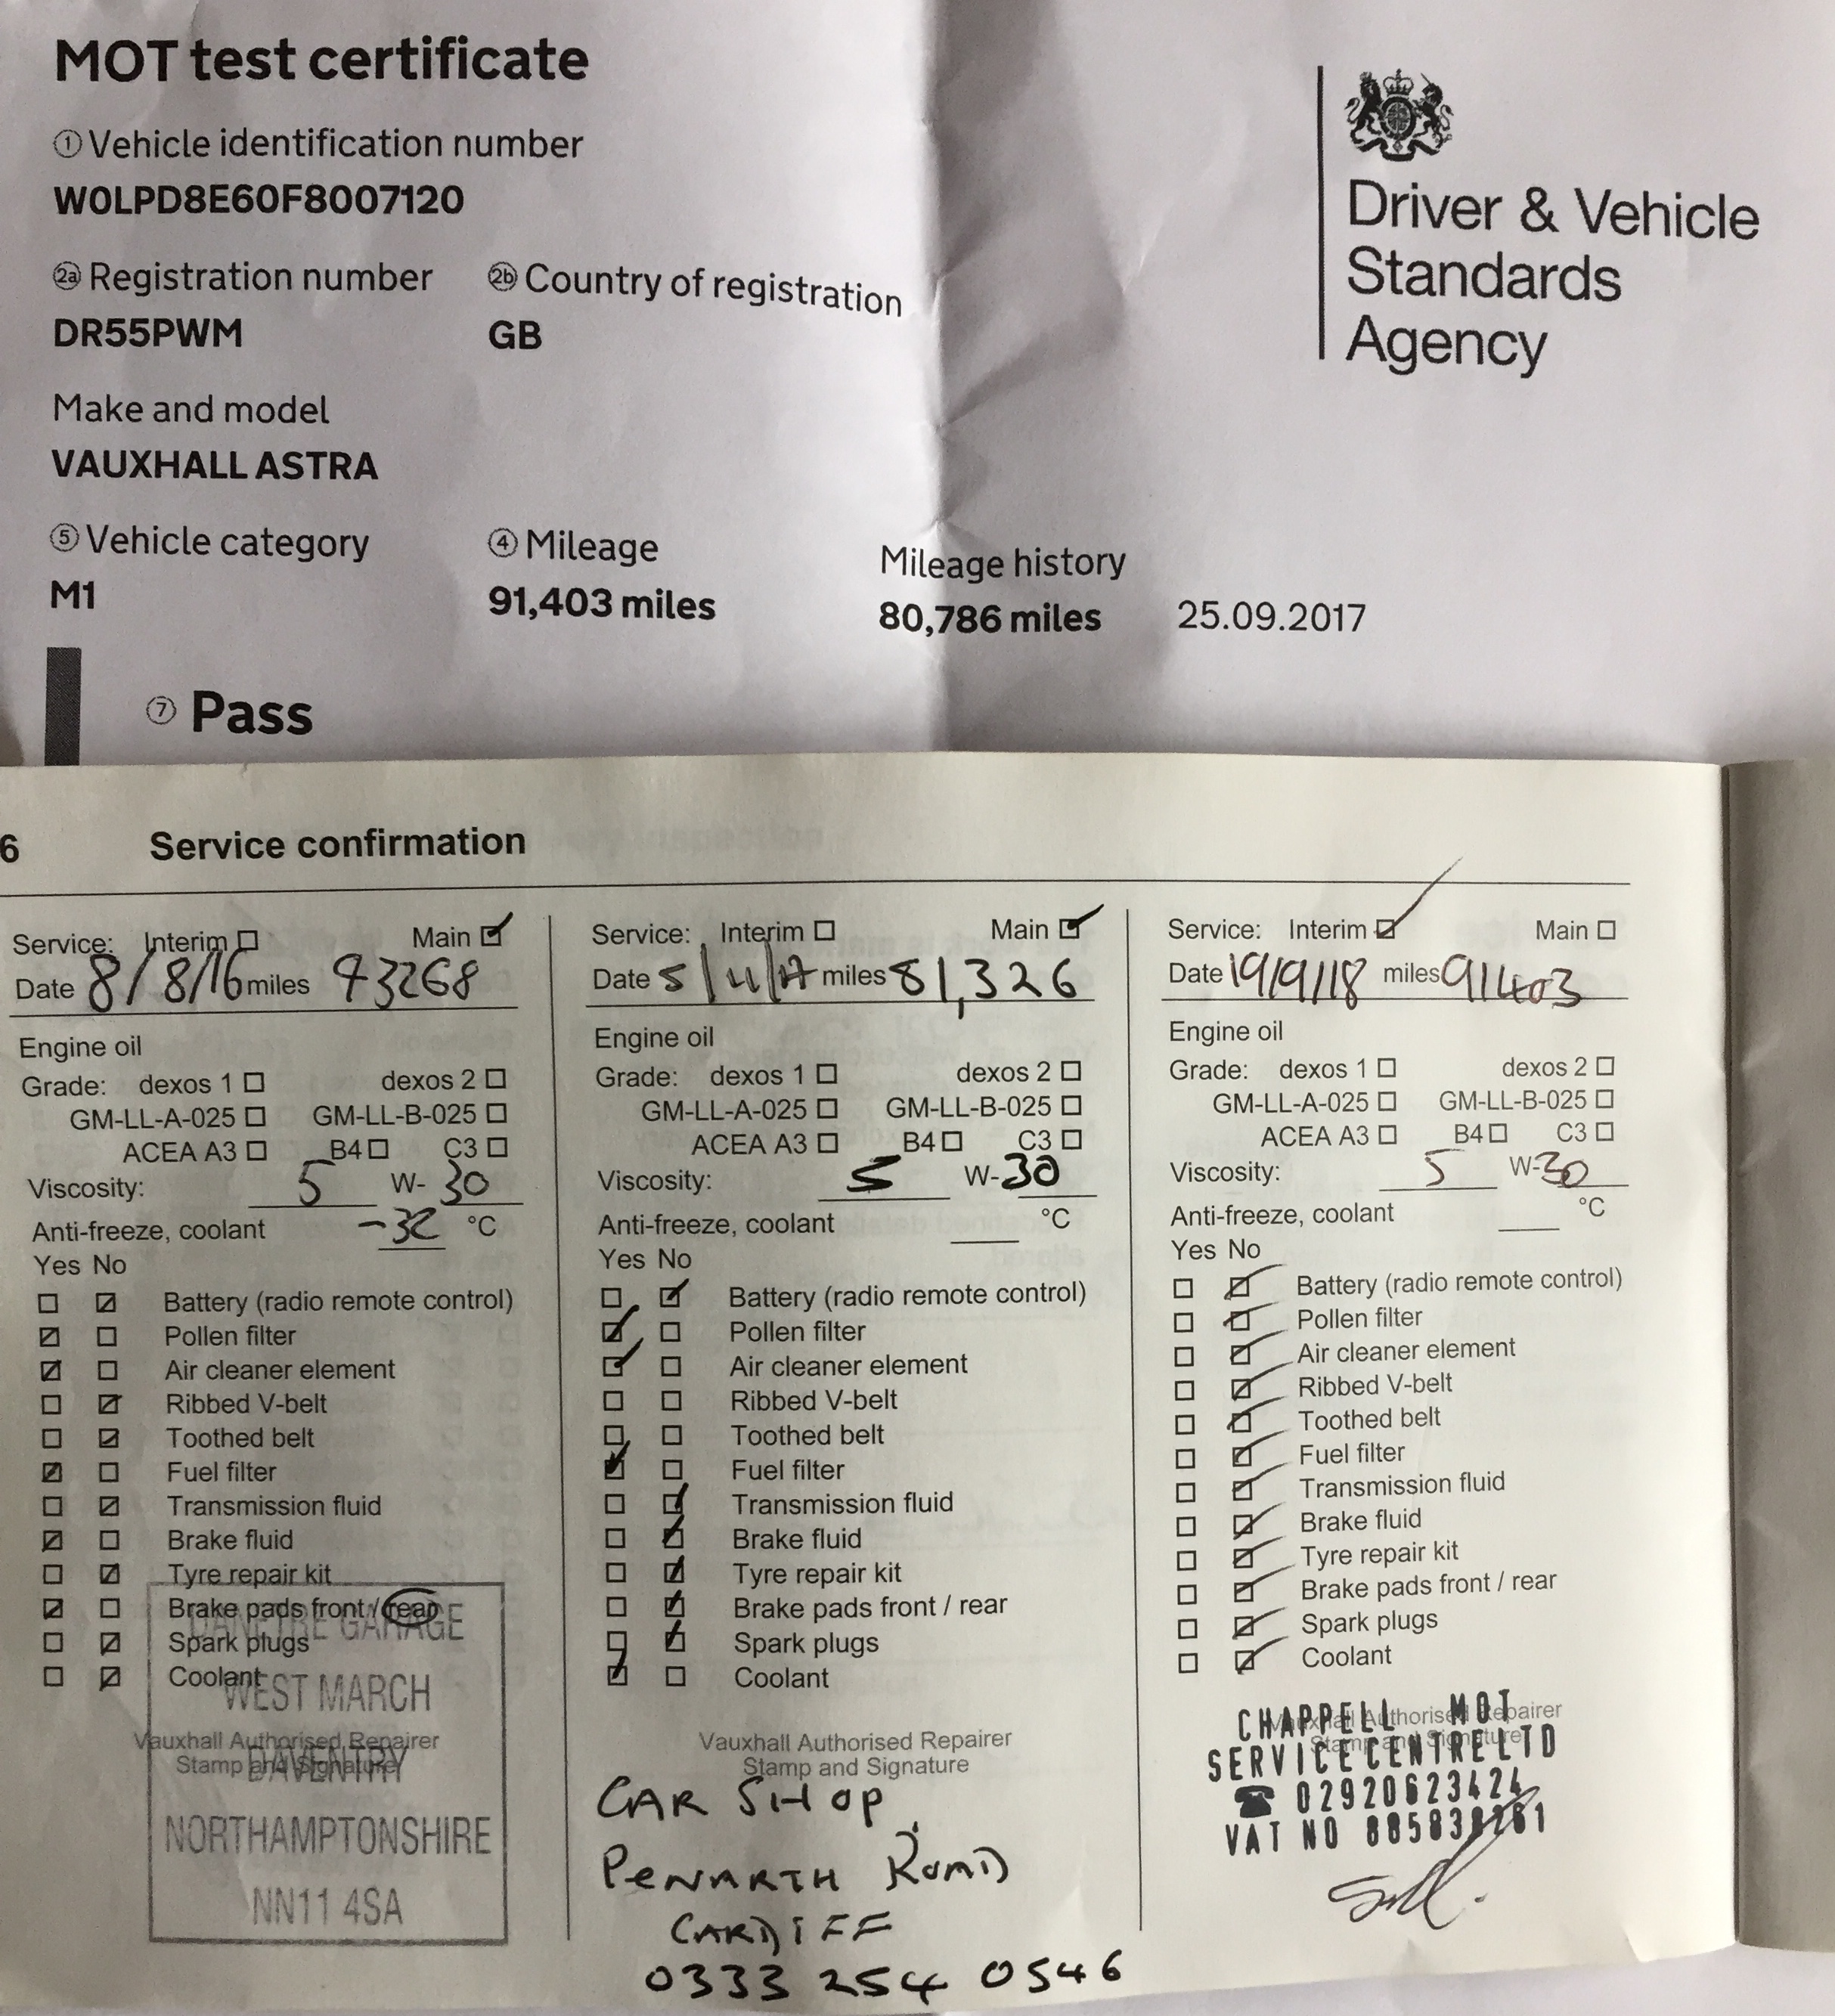 MOT test certificate
① Vehicle identification number
W0LPD8E60F8007120
2a Registration number
DR55PWM
2b Country of registration
GB
Make and model
VAUXHALL ASTRA
⑤ Vehicle category
M1
④ Mileage
91,403 miles
Mileage history
80,786 miles 25.09.2017
⑦ Pass
Driver & Vehicle
Standards
Agency
6 Service confirmation
Service: Interim Main
Date 8/8/16 miles 43268
Engine oil
Grade: dexos 1 dexos 2
GM-LL-A-025 GM-LL-B-025
ACEA A3 B4 C3
Viscosity: 5 W- 30
Anti-freeze, coolant -32 °C
Yes No
Battery (radio remote control)
Pollen filter
Air cleaner element
Ribbed V-belt
Toothed belt
Fuel filter
Transmission fluid
Brake fluid
Tyre repair kit
Brake pads front / rear
Spark plugs
Coolant
Vauxhall Authorised Repairer
Stamp and Signature
DANETRE GARAGE
WEST MARCH
DAVENTRY
NORTHAMPTONSHIRE
NN11 4SA
Service: Interim Main
Date 5/11/17 miles 81,326
Engine oil
Grade: dexos 1 dexos 2
GM-LL-A-025 GM-LL-B-025
ACEA A3 B4 C3
Viscosity: 5 W-30
Anti-freeze, coolant °C
Yes No
Battery (radio remote control)
Pollen filter
Air cleaner element
Ribbed V-belt
Toothed belt
Fuel filter
Transmission fluid
Brake fluid
Tyre repair kit
Brake pads front / rear
Spark plugs
Coolant
Vauxhall Authorised Repairer
Stamp and Signature
CAR SHOP,
PENARTH ROAD
CARDIFF
0333 254 0546
Service: Interim Main
Date 19/9/18 miles 91403
Engine oil
Grade: dexos 1 dexos 2
GM-LL-A-025 GM-LL-B-025
ACEA A3 B4 C3
Viscosity: 5 W-30
Anti-freeze, coolant °C
Yes No
Battery (radio remote control)
Pollen filter
Air cleaner element
Ribbed V-belt
Toothed belt
Fuel filter
Transmission fluid
Brake fluid
Tyre repair kit
Brake pads front / rear
Spark plugs
Coolant
Vauxhall Authorised Repairer
Stamp and Signature
CHAPPELL MOT
SERVICE CENTRE LTD
☎ 02920623424
VAT NO